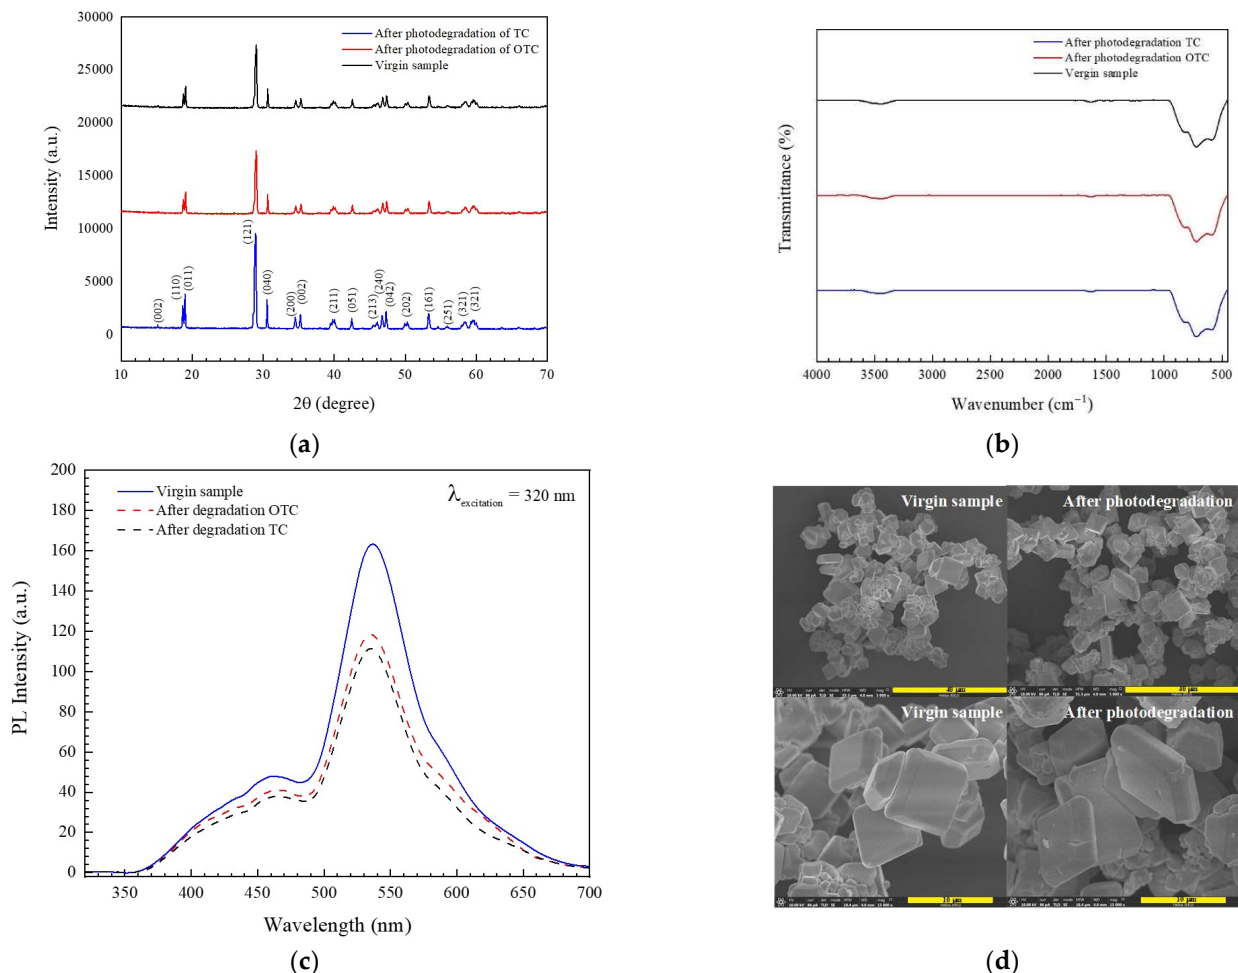 30000
25000
20000
15000
10000
5000
0
Intensity (a.u.)
After photodegradation of TC
After photodegradation of OTC
Virgin sample
(002)
(110)
(011)
(121)
(040)
(200)
(002)
(211)
(051)
(213)
(240)
(042)
(202)
(161)
(251)
(321)
(321)
10 20 30 40 50 60 70
2θ (degree)
(a)
After photodegradation TC
After photodegradation OTC
Vergin sample
Transmittance (%)
4000 3500 3000 2500 2000 1500 1000 500
Wavenumber (cm−1)
(b)
200
180
160
140
120
100
80
60
40
20
0
PL Intensity (a.u.)
Virgin sample
After degradation OTC
After degradation TC
λexcitation = 320 nm
350 400 450 500 550 600 650 700
Wavelength (nm)
(c)
Virgin sample
After photodegradation
40 µm
40 µm
Virgin sample
After photodegradation
10 µm
10 µm
(d)